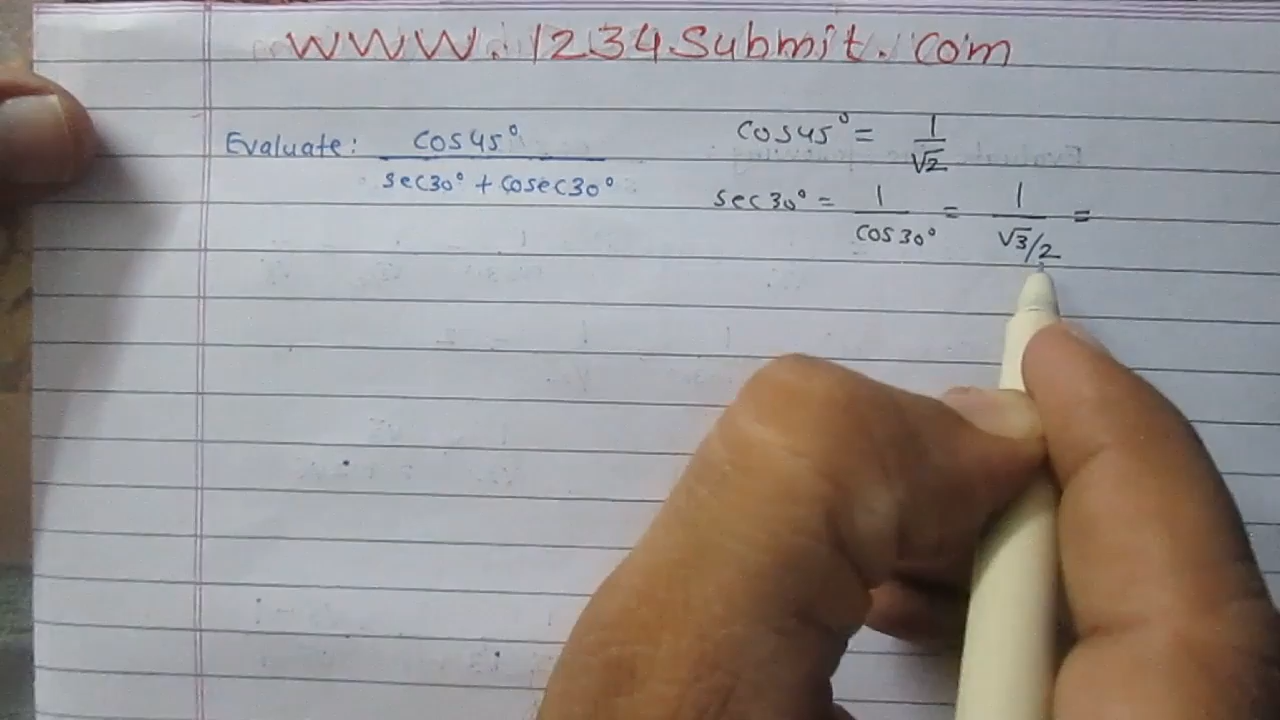 www.1234submit.com
Evaluate: cos45° / sec30° + cosec30°
cos45° = 1/√2
sec30° = 1/cos30° = 1/√3/2 =